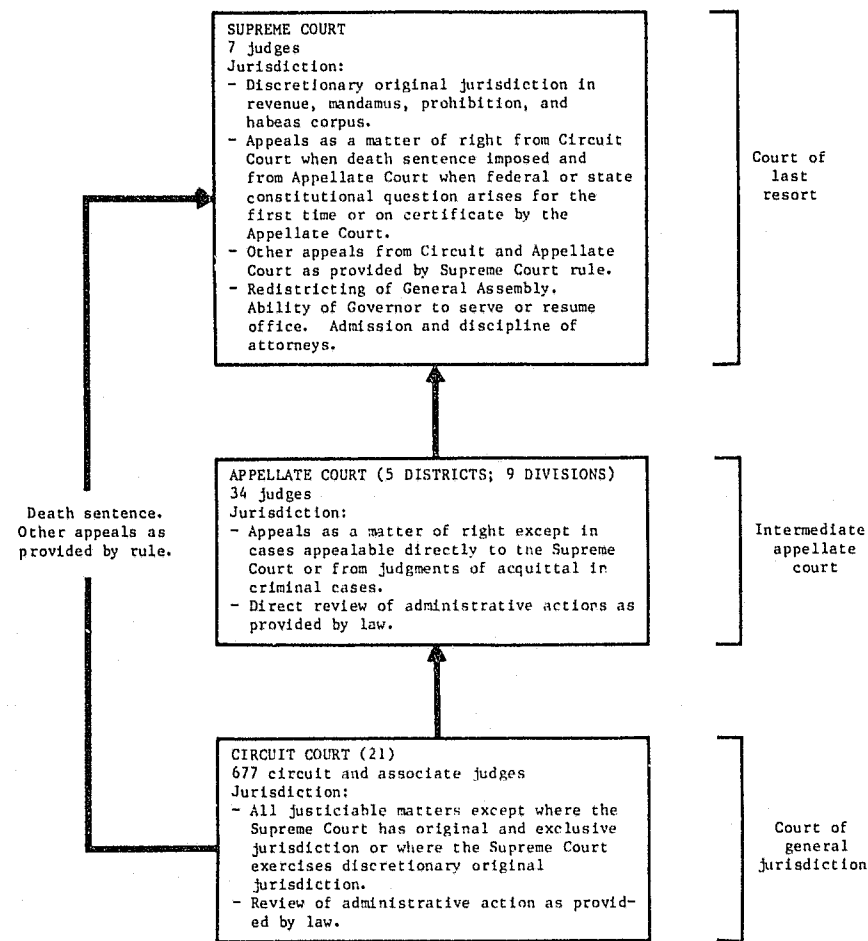 SUPREME COURT
7 judges
Jurisdiction:
- Discretionary original jurisdiction in
revenue, mandamus, prohibition, and
habeas corpus.
- Appeals as a matter of right from Circuit
Court when death sentence imposed and
from Appellate Court when federal or state
constitutional question arises for the
first time or on certificate by the
Appellate Court.
- Other appeals from Circuit and Appellate
Court as provided by Supreme Court rule.
- Redistricting of General Assembly.
Ability of Governor to serve or resume
office. Admission and discipline of
attorneys.
Court of
last
resort
Death sentence.
Other appeals as
provided by rule.
APPELLATE COURT (5 DISTRICTS; 9 DIVISIONS)
34 judges
Jurisdiction:
- Appeals as a matter of right except in
cases appealable directly to the Supreme
Court or from judgments of acquittal in
criminal cases.
- Direct review of administrative actions as
provided by law.
Intermediate
appellate
court
CIRCUIT COURT (21)
677 circuit and associate judges
Jurisdiction:
- All justiciable matters except where the
Supreme Court has original and exclusive
jurisdiction or where the Supreme Court
exercises discretionary original
jurisdiction.
- Review of administrative action as provid-
ed by law.
Court of
general
jurisdiction